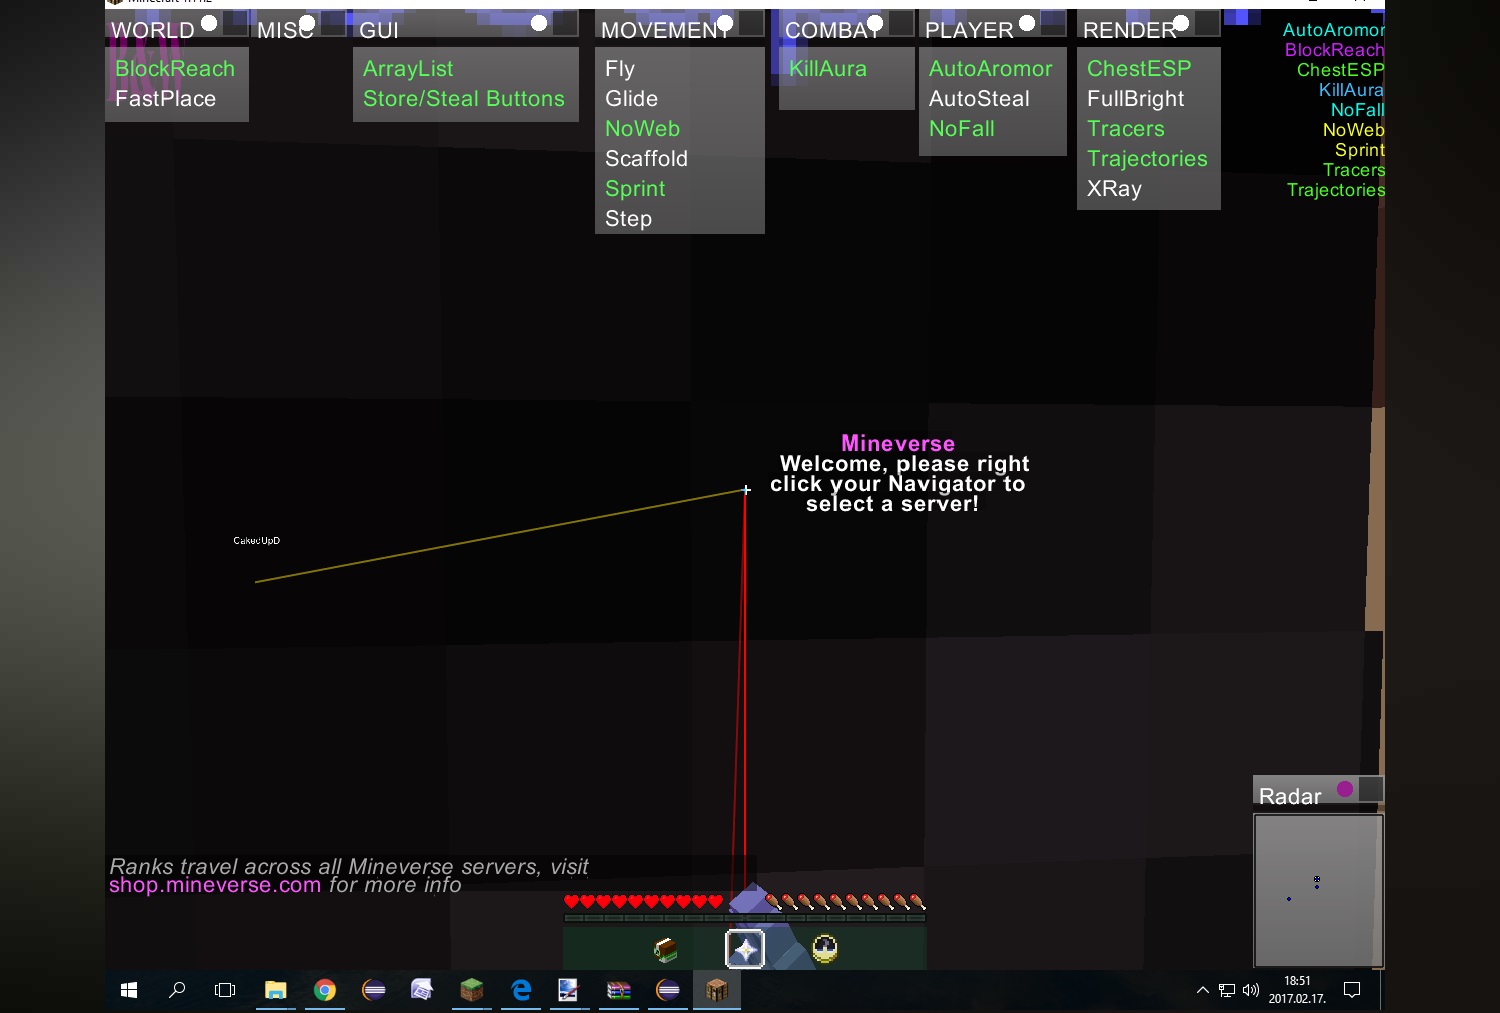 WORLD
BlockReach
FastPlace
MISC
GUI
ArrayList
Store/Steal Buttons
MOVEMENT
Fly
Glide
NoWeb
Scaffold
Sprint
Step
COMBAT
KillAura
PLAYER
AutoAromor
AutoSteal
NoFall
RENDER
ChestESP
FullBright
Tracers
Trajectories
XRay
AutoAromor
BlockReach
ChestESP
KillAura
NoFall
NoWeb
Sprint
Tracers
Trajectories
Mineverse
Welcome, please right
click your Navigator to
select a server!
CakedUpD
Radar
Ranks travel across all Mineverse servers, visit
shop.mineverse.com for more info
18:51
2017.02.17.